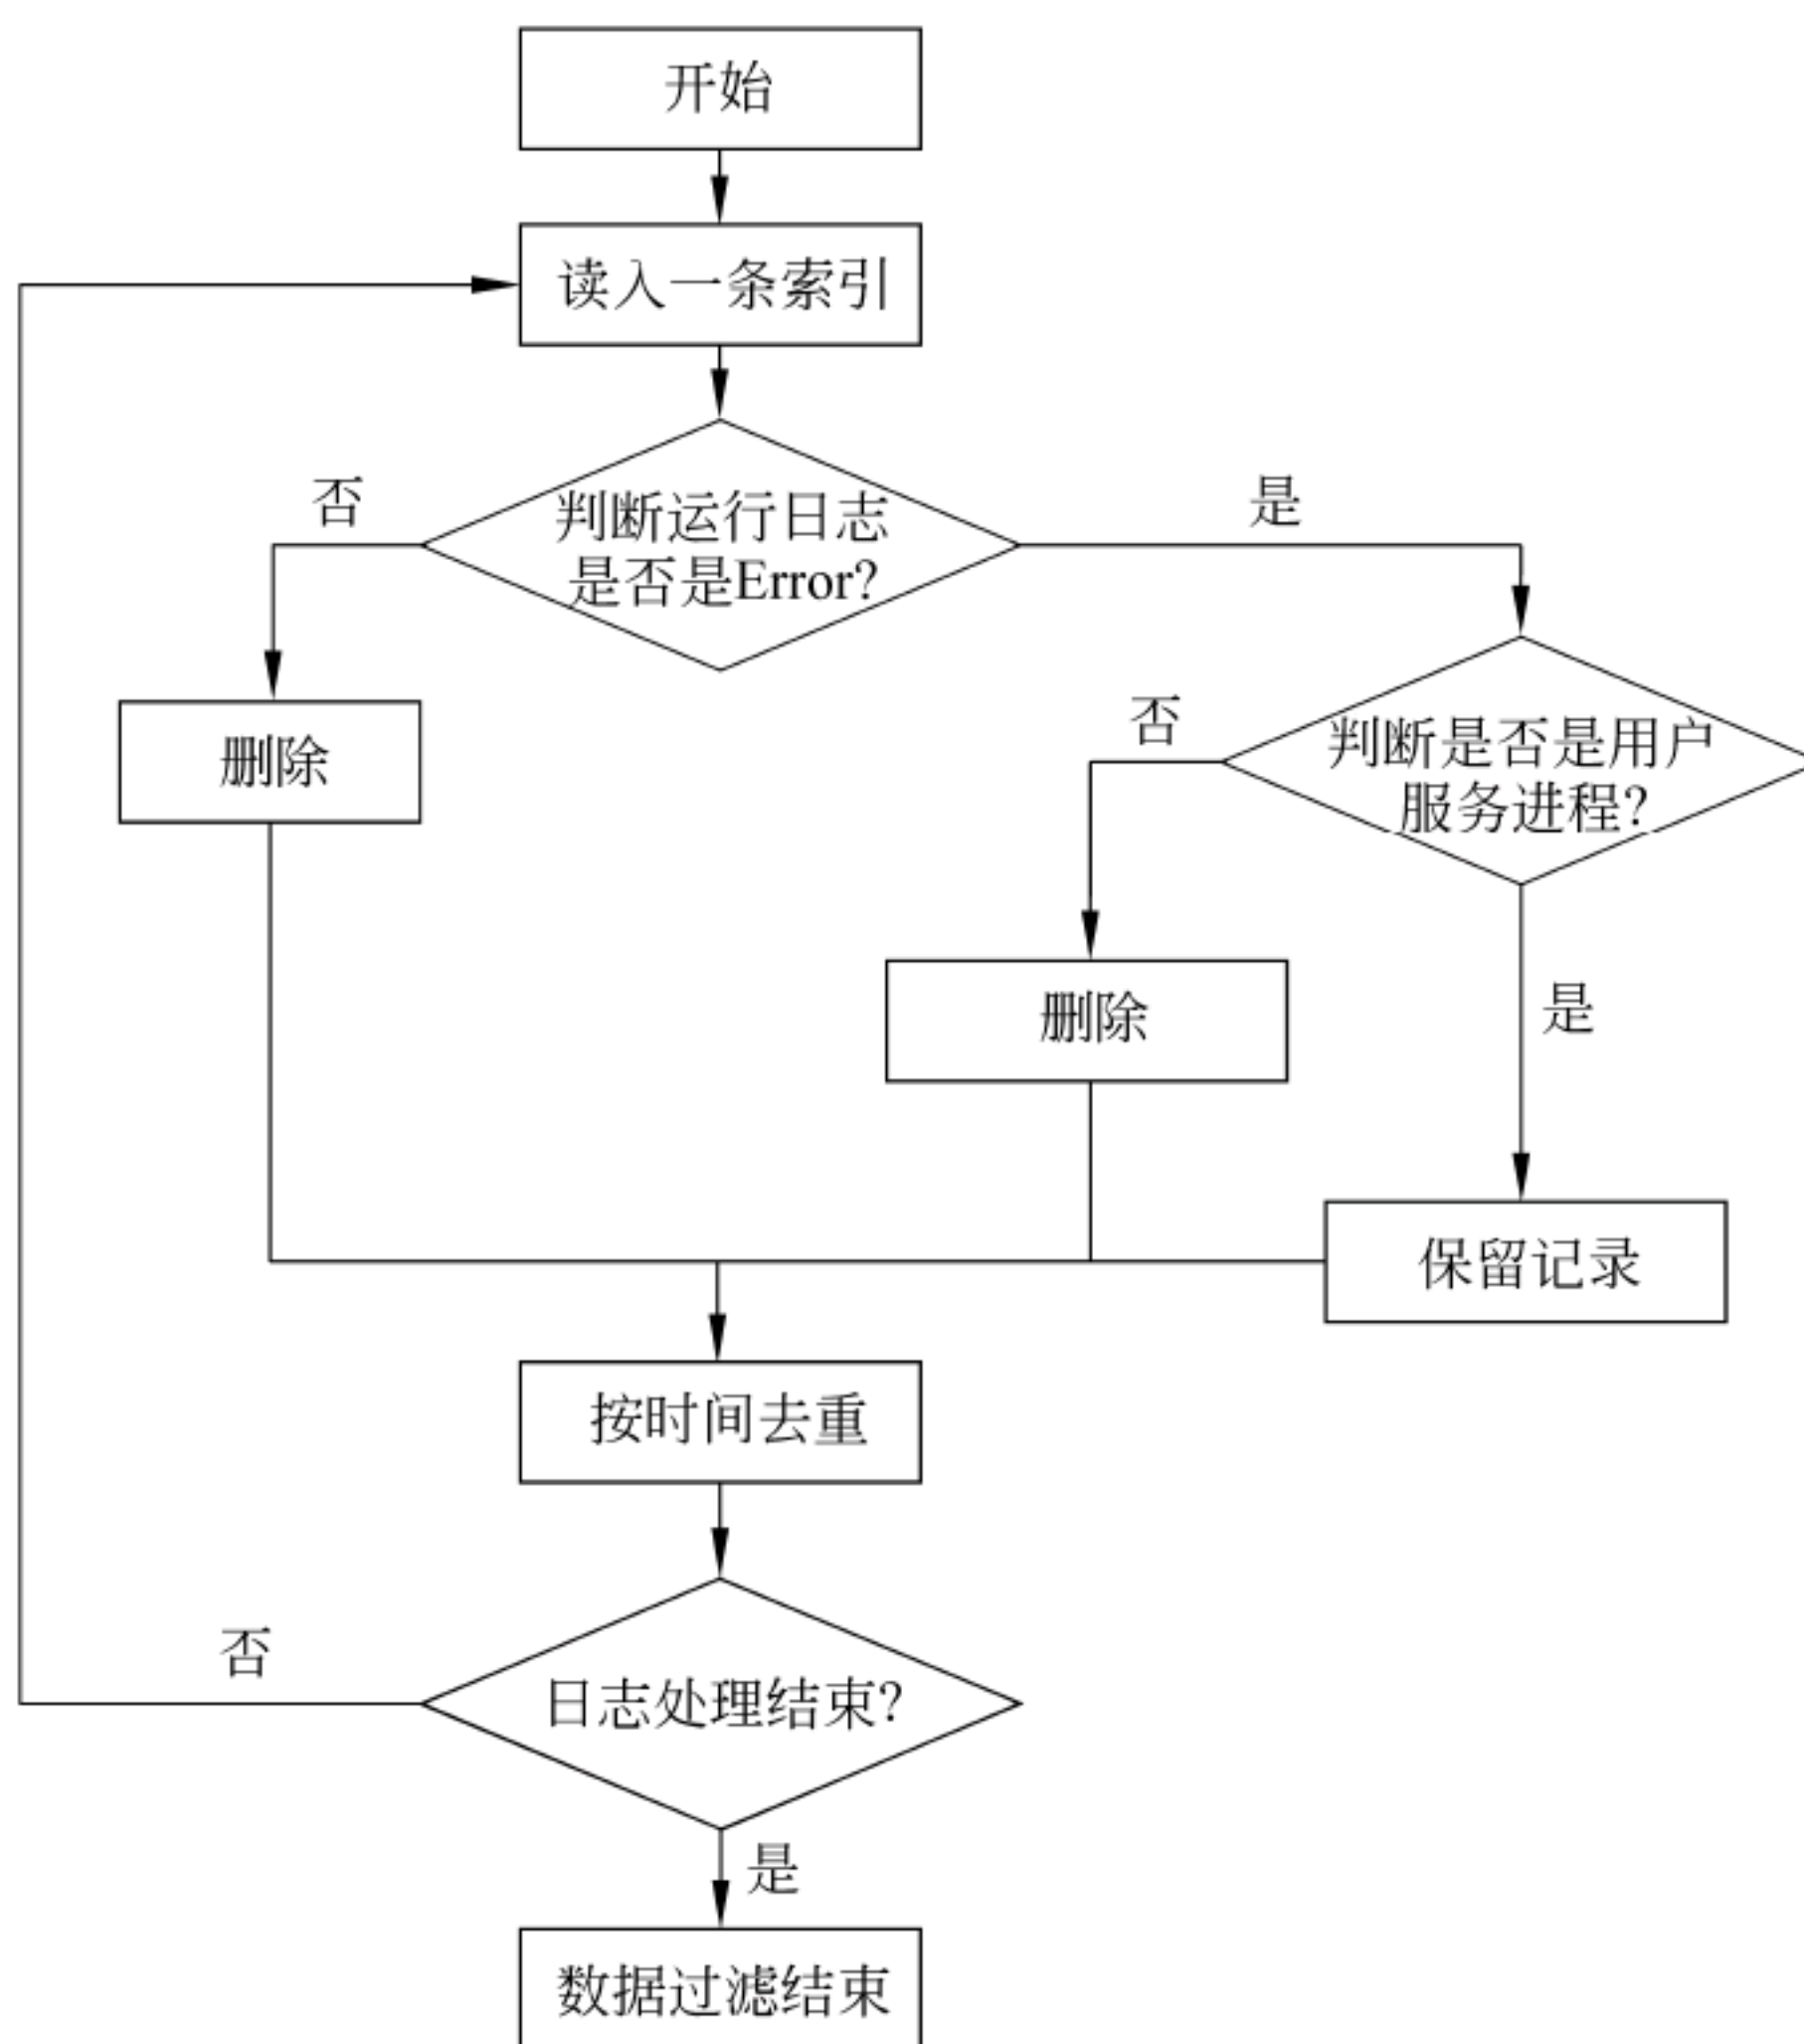 开始
读入一条索引
否
判断运行日志
是否是Error?
是
删除
否
判断是否是用户
服务进程?
删除
是
保留记录
按时间去重
否
日志处理结束?
是
数据过滤结束